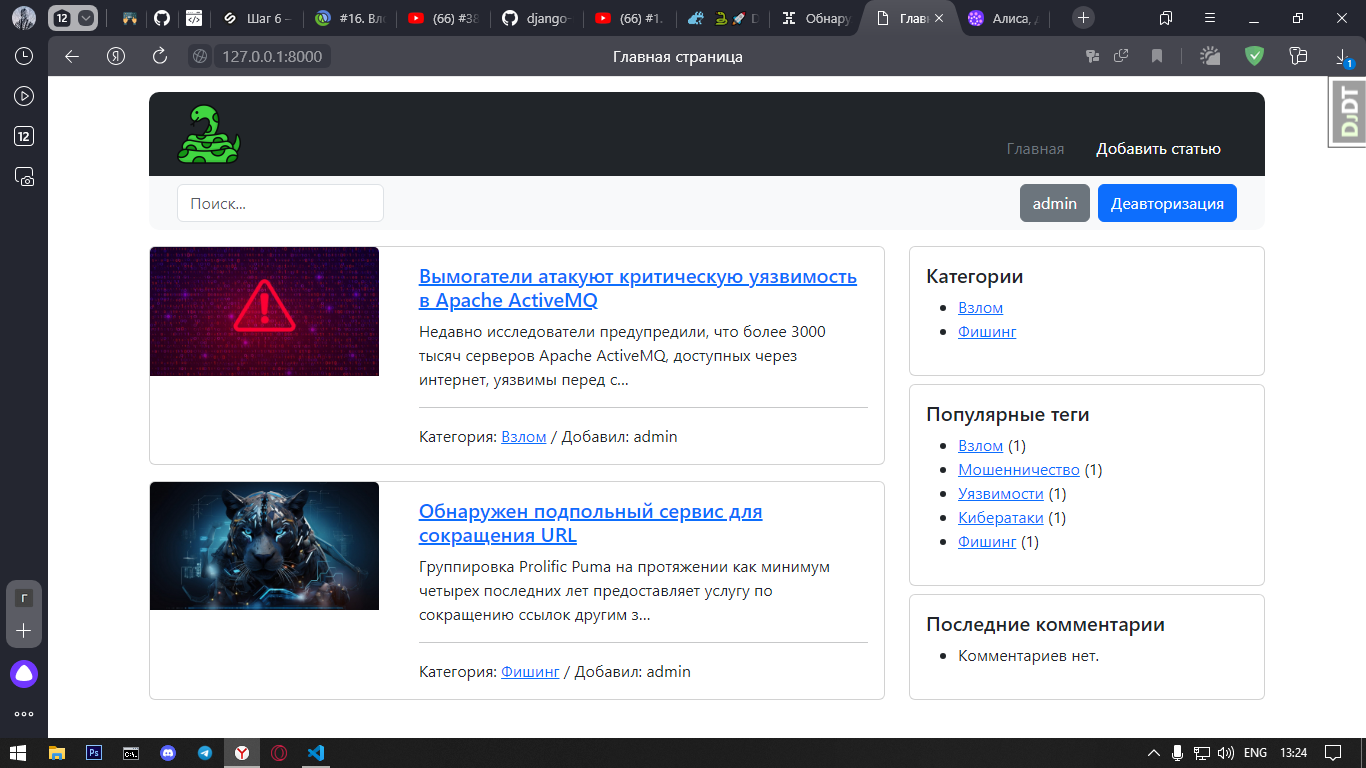 12
Шаг 6 –
#16. Вло
(66) #38
django-
(66) #1.
D
Обнару
Главн
Алиса, д
127.0.0.1:8000
Главная страница
1
12
DJDT
Главная
Добавить статью
Поиск...
admin
Деавторизация
Вымогатели атакуют критическую уязвимость
в Apache ActiveMQ
Недавно исследователи предупредили, что более 3000
тысяч серверов Apache ActiveMQ, доступных через
интернет, уязвимы перед с...
Категория: Взлом / Добавил: admin
Обнаружен подпольный сервис для
сокращения URL
Группировка Prolific Puma на протяжении как минимум
четырех последних лет предоставляет услугу по
сокращению ссылок другим з...
Категория: Фишинг / Добавил: admin
Категории
Взлом
Фишинг
Популярные теги
Взлом (1)
Мошенничество (1)
Уязвимости (1)
Кибератаки (1)
Фишинг (1)
Последние комментарии
Комментариев нет.
г
ENG
13:24